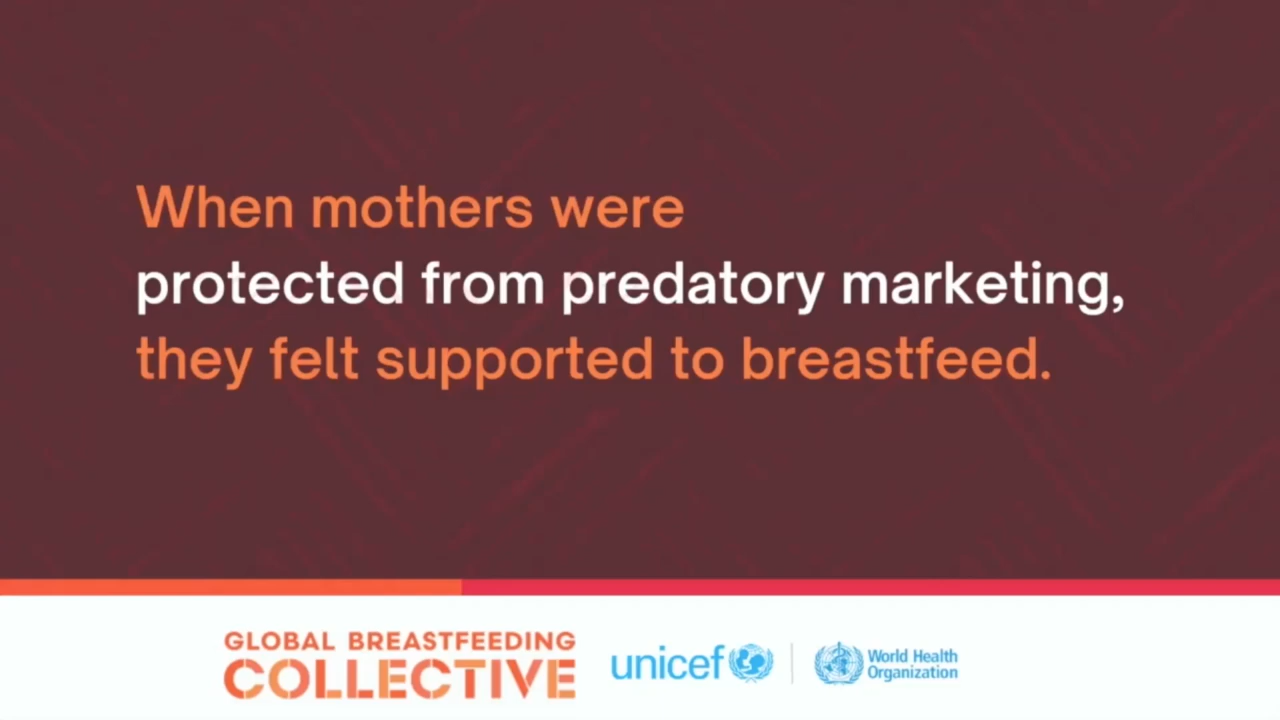 When mothers were
protected from predatory marketing,
they felt supported to breastfeed.
GLOBAL BREASTFEEDING
COLLECTIVE
unicef
World Health
Organization